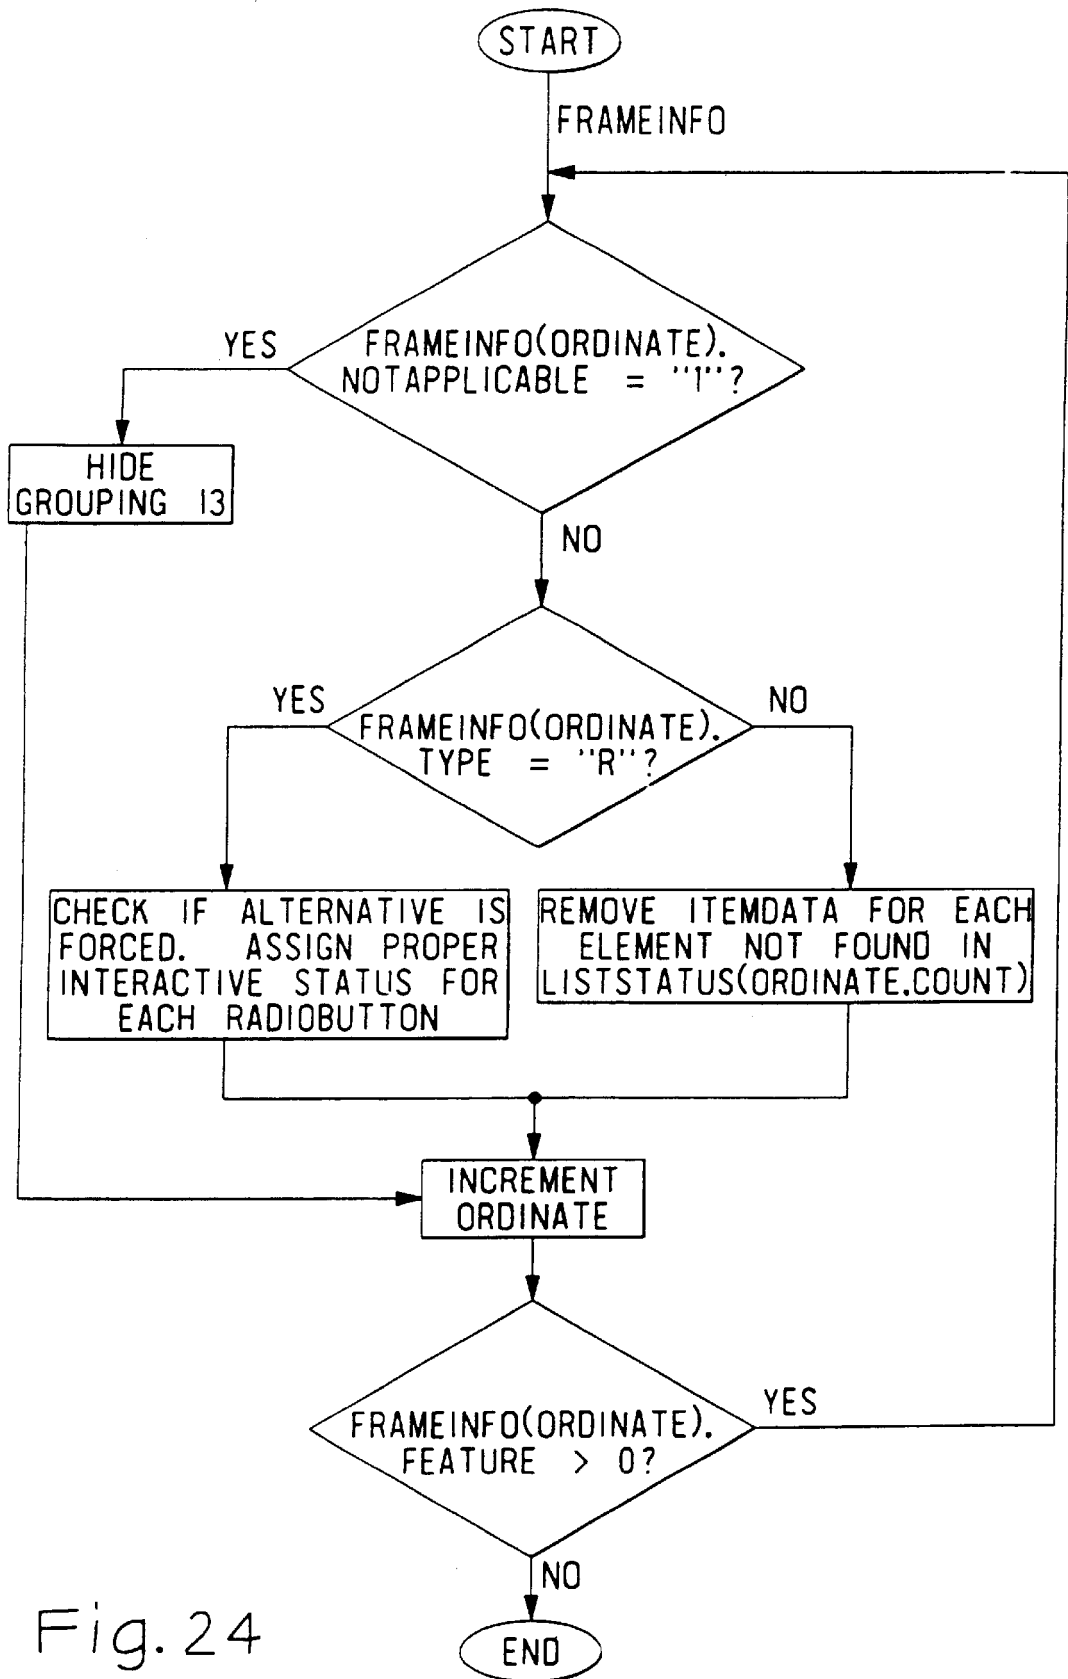 START
FRAMEINFO
YES
FRAMEINFO(ORDINATE).
NOTAPPLICABLE = "1"?
HIDE
GROUPING 13
NO
YES
NO
FRAMEINFO(ORDINATE).
TYPE = "R"?
CHECK IF ALTERNATIVE IS
FORCED. ASSIGN PROPER
INTERACTIVE STATUS FOR
EACH RADIOBUTTON
REMOVE ITEMDATA FOR EACH
ELEMENT NOT FOUND IN
LISTSTATUS(ORDINATE.COUNT)
INCREMENT
ORDINATE
YES
FRAMEINFO(ORDINATE).
FEATURE > 0?
NO
Fig. 24
END